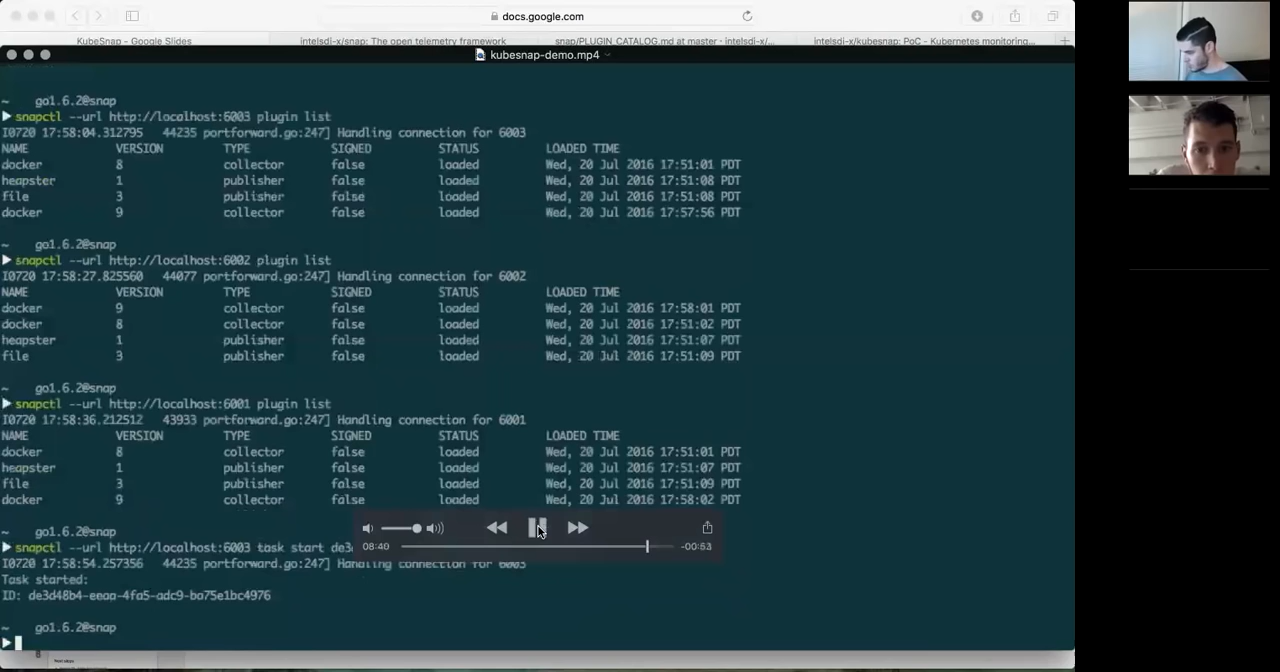 docs.google.com
KubeSnap - Google Slides intelsdi-x/snap: The open telemetry framework snap/PLUGIN_CATALOG.md at master · intelsdi-x/... intelsdi-x/kubesnap: PoC - Kubernetes monitoring...
kubesnap-demo.mp4
~ go1.6.2@snap
snapctl --url http://localhost:6003 plugin list
I0720 17:58:04.312795 44235 portforward.go:247] Handling connection for 6003
NAME VERSION TYPE SIGNED STATUS LOADED TIME
docker 8 collector false loaded Wed, 20 Jul 2016 17:51:01 PDT
heapster 1 publisher false loaded Wed, 20 Jul 2016 17:51:08 PDT
file 3 publisher false loaded Wed, 20 Jul 2016 17:51:08 PDT
docker 9 collector false loaded Wed, 20 Jul 2016 17:57:56 PDT
~ go1.6.2@snap
snapctl --url http://localhost:6002 plugin list
I0720 17:58:27.825560 44077 portforward.go:247] Handling connection for 6002
NAME VERSION TYPE SIGNED STATUS LOADED TIME
docker 9 collector false loaded Wed, 20 Jul 2016 17:58:01 PDT
docker 8 collector false loaded Wed, 20 Jul 2016 17:51:02 PDT
heapster 1 publisher false loaded Wed, 20 Jul 2016 17:51:07 PDT
file 3 publisher false loaded Wed, 20 Jul 2016 17:51:09 PDT
~ go1.6.2@snap
snapctl --url http://localhost:6001 plugin list
I0720 17:58:36.212512 43933 portforward.go:247] Handling connection for 6001
NAME VERSION TYPE SIGNED STATUS LOADED TIME
docker 8 collector false loaded Wed, 20 Jul 2016 17:51:01 PDT
heapster 1 publisher false loaded Wed, 20 Jul 2016 17:51:07 PDT
file 3 publisher false loaded Wed, 20 Jul 2016 17:51:09 PDT
docker 9 collector false loaded Wed, 20 Jul 2016 17:58:02 PDT
~ go1.6.2@snap
snapctl --url http://localhost:6003 task start de3
08:40 -00:53
I0720 17:58:54.257356 44235 portforward.go:247] Handling connection for 6003
Task started:
ID: de3d48b4-eeaa-4fa5-adc9-ba75e1bc4976
~ go1.6.2@snap